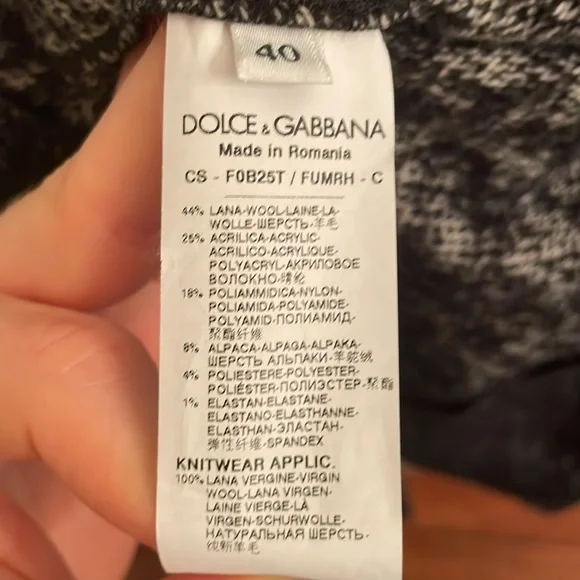 40
DOLCE & GABBANA
Made in Romania
CS - F0B25T / FUMRH - C
44% LANA-WOOL-LAINE-LA-
WOLLE-ШЕРСТЬ-羊毛
25% ACRILICA-ACRYLIC-
ACRILICO-ACRYLIQUE-
POLYACRYL-АКРИЛОВОЕ
ВОЛОКНО-腈纶
18% POLIAMMIDICA-NYLON-
POLIAMIDA-POLYAMIDE-
POLYAMID-ПОЛИАМИД-
聚酰纤维
8% ALPACA-ALPAGA-ALPAKA-
ШЕРСТЬ АЛЬПАКИ-羊驼绒
4% POLIESTERE-POLYESTER-
POLIÉSTER-ПОЛИЭСТЕР-聚酯
1% ELASTAN-ELASTANE-
ELASTANO-ELASTHANNE-
ELASTHAN-ЭЛАСТАН-
弹性纤维-SPANDEX
KNITWEAR APPLIC.
100% LANA VERGINE-VIRGIN
WOOL-LANA VIRGEN-
LAINE VIERGE-LÀ
VIRGEN-SCHURWOLLE-
НАТУРАЛЬНАЯ ШЕРСТЬ-
纯新羊毛